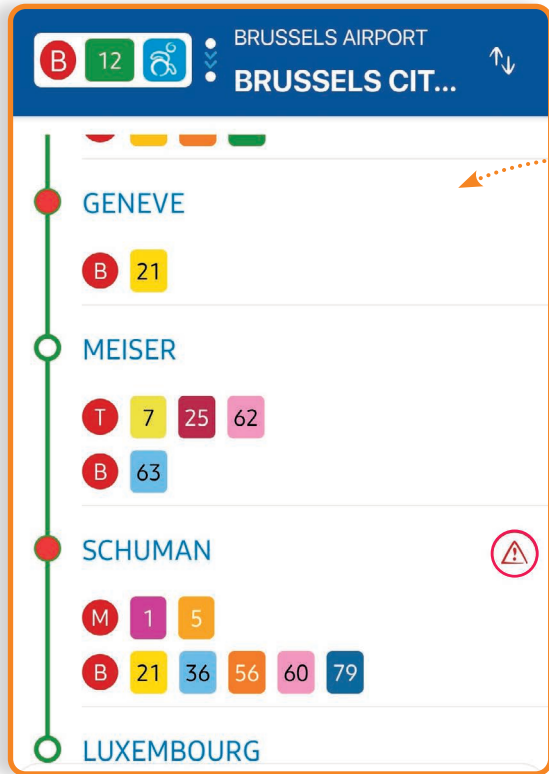 B 12 BRUSSELS AIRPORT
BRUSSELS CIT...
GENEVE
B 21
MEISER
T 7 25 62
B 63
SCHUMAN
M 1 5
B 21 36 56 60 79
LUXEMBOURG